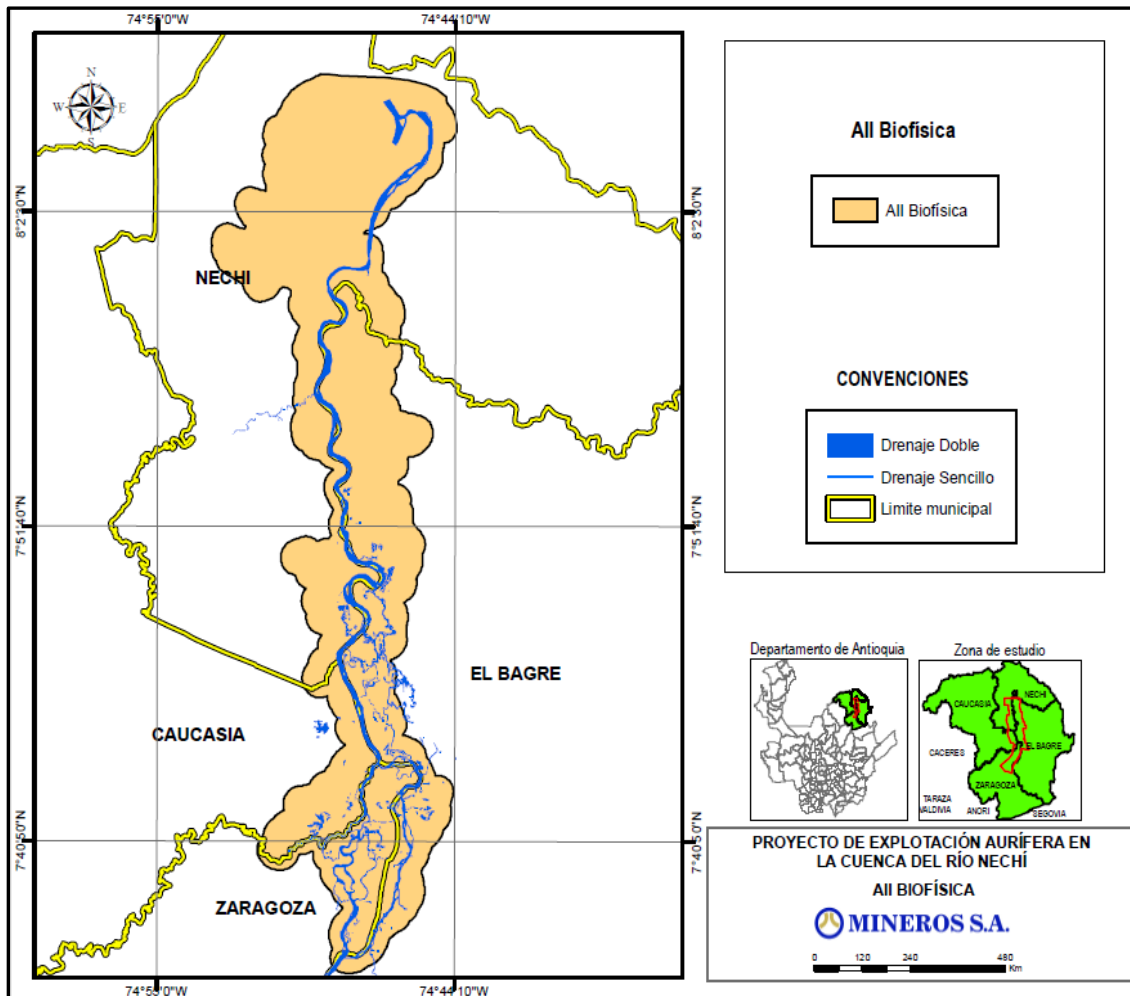 74°55'0"W
74°44'10"W
N
W
E
S
8°2'30"N
8°2'30"N
NECHI
7°51'40"N
7°51'40"N
EL BAGRE
CAUCASIA
7°40'50"N
7°40'50"N
ZARAGOZA
74°55'0"W
74°44'10"W
AII Biofísica
AII Biofísica
CONVENCIONES
Drenaje Doble
Drenaje Sencillo
Limite municipal
Departamento de Antioquia
Zona de estudio
NECHI
CAUCASIA
EL BAGRE
CACERES
ZARAGOZA
TARAZA
VALDIVIA
ANORI
SEGOVIA
PROYECTO DE EXPLOTACIÓN AURÍFERA EN
LA CUENCA DEL RÍO NECHÍ
AII BIOFÍSICA
MINEROS S.A.
0 120 240 480
Km